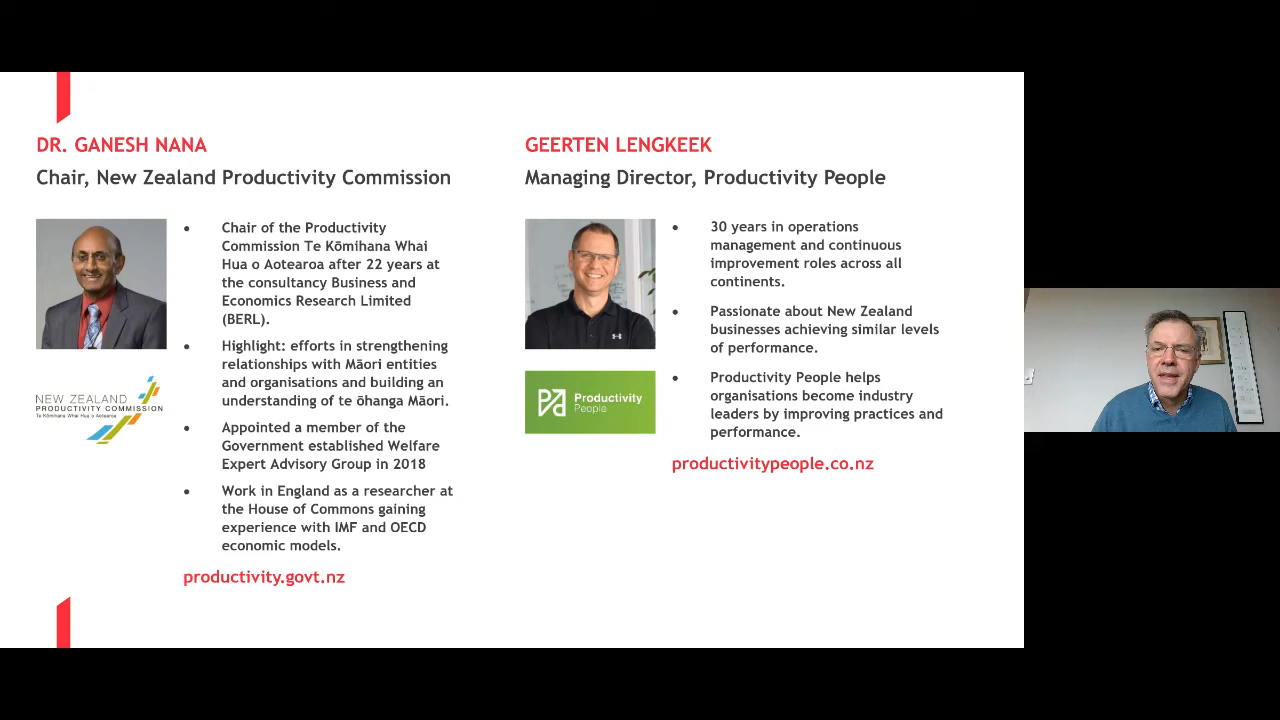 DR. GANESH NANA
Chair, New Zealand Productivity Commission
• Chair of the Productivity
Commission Te Kōmihana Whai
Hua o Aotearoa after 22 years at
the consultancy Business and
Economics Research Limited
(BERL).
• Highlight: efforts in strengthening
relationships with Māori entities
and organisations and building an
understanding of te ōhanga Māori.
• Appointed a member of the
Government established Welfare
Expert Advisory Group in 2018
• Work in England as a researcher at
the House of Commons gaining
experience with IMF and OECD
economic models.
productivity.govt.nz
NEW ZEALAND
PRODUCTIVITY COMMISSION
Te Kōmihana Whai Hua o Aotearoa
GEERTEN LENGKEEK
Managing Director, Productivity People
• 30 years in operations
management and continuous
improvement roles across all
continents.
• Passionate about New Zealand
businesses achieving similar levels
of performance.
• Productivity People helps
organisations become industry
leaders by improving practices and
performance.
productivitypeople.co.nz
Productivity
People